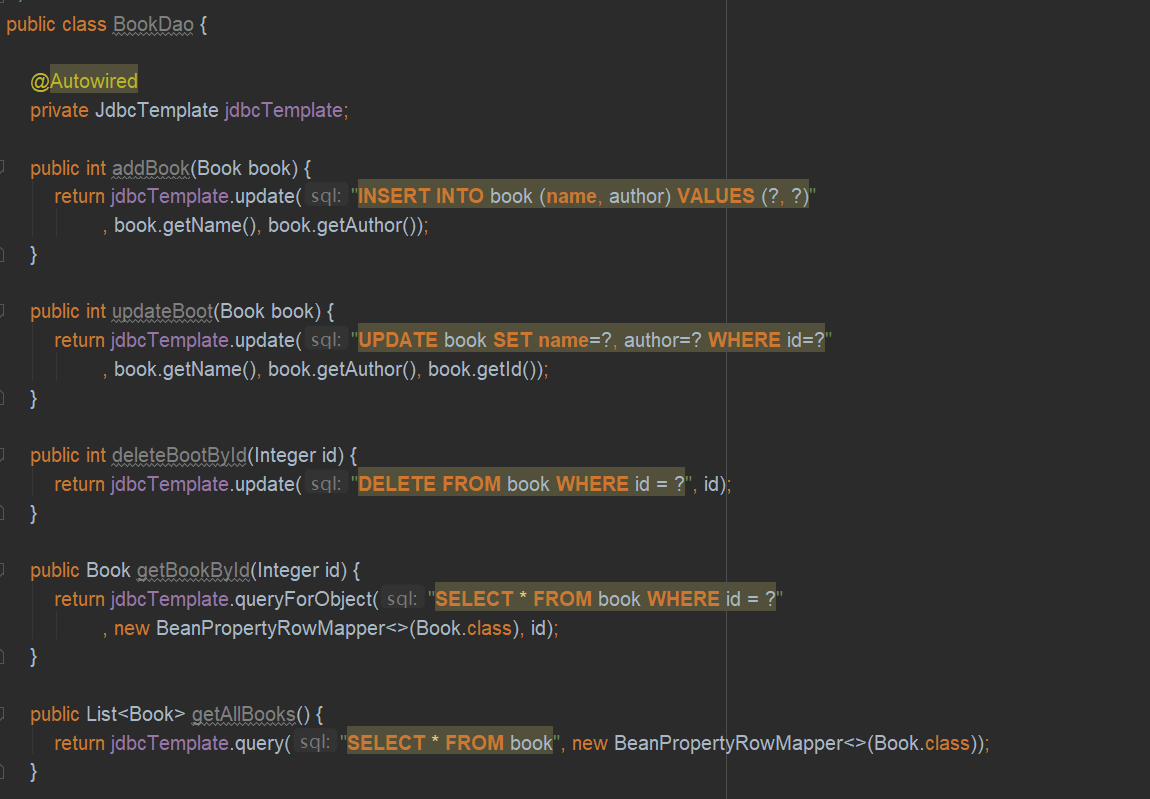 public class BookDao {
@Autowired
private JdbcTemplate jdbcTemplate;
public int addBook(Book book) {
return jdbcTemplate.update( sql: "INSERT INTO book (name, author) VALUES (?, ?)"
, book.getName(), book.getAuthor());
}
public int updateBoot(Book book) {
return jdbcTemplate.update( sql: "UPDATE book SET name=?, author=? WHERE id=?"
, book.getName(), book.getAuthor(), book.getId());
}
public int deleteBootById(Integer id) {
return jdbcTemplate.update( sql: "DELETE FROM book WHERE id = ?", id);
}
public Book getBookById(Integer id) {
return jdbcTemplate.queryForObject( sql: "SELECT * FROM book WHERE id = ?"
, new BeanPropertyRowMapper<>(Book.class), id);
}
public List<Book> getAllBooks() {
return jdbcTemplate.query( sql: "SELECT * FROM book", new BeanPropertyRowMapper<>(Book.class));
}